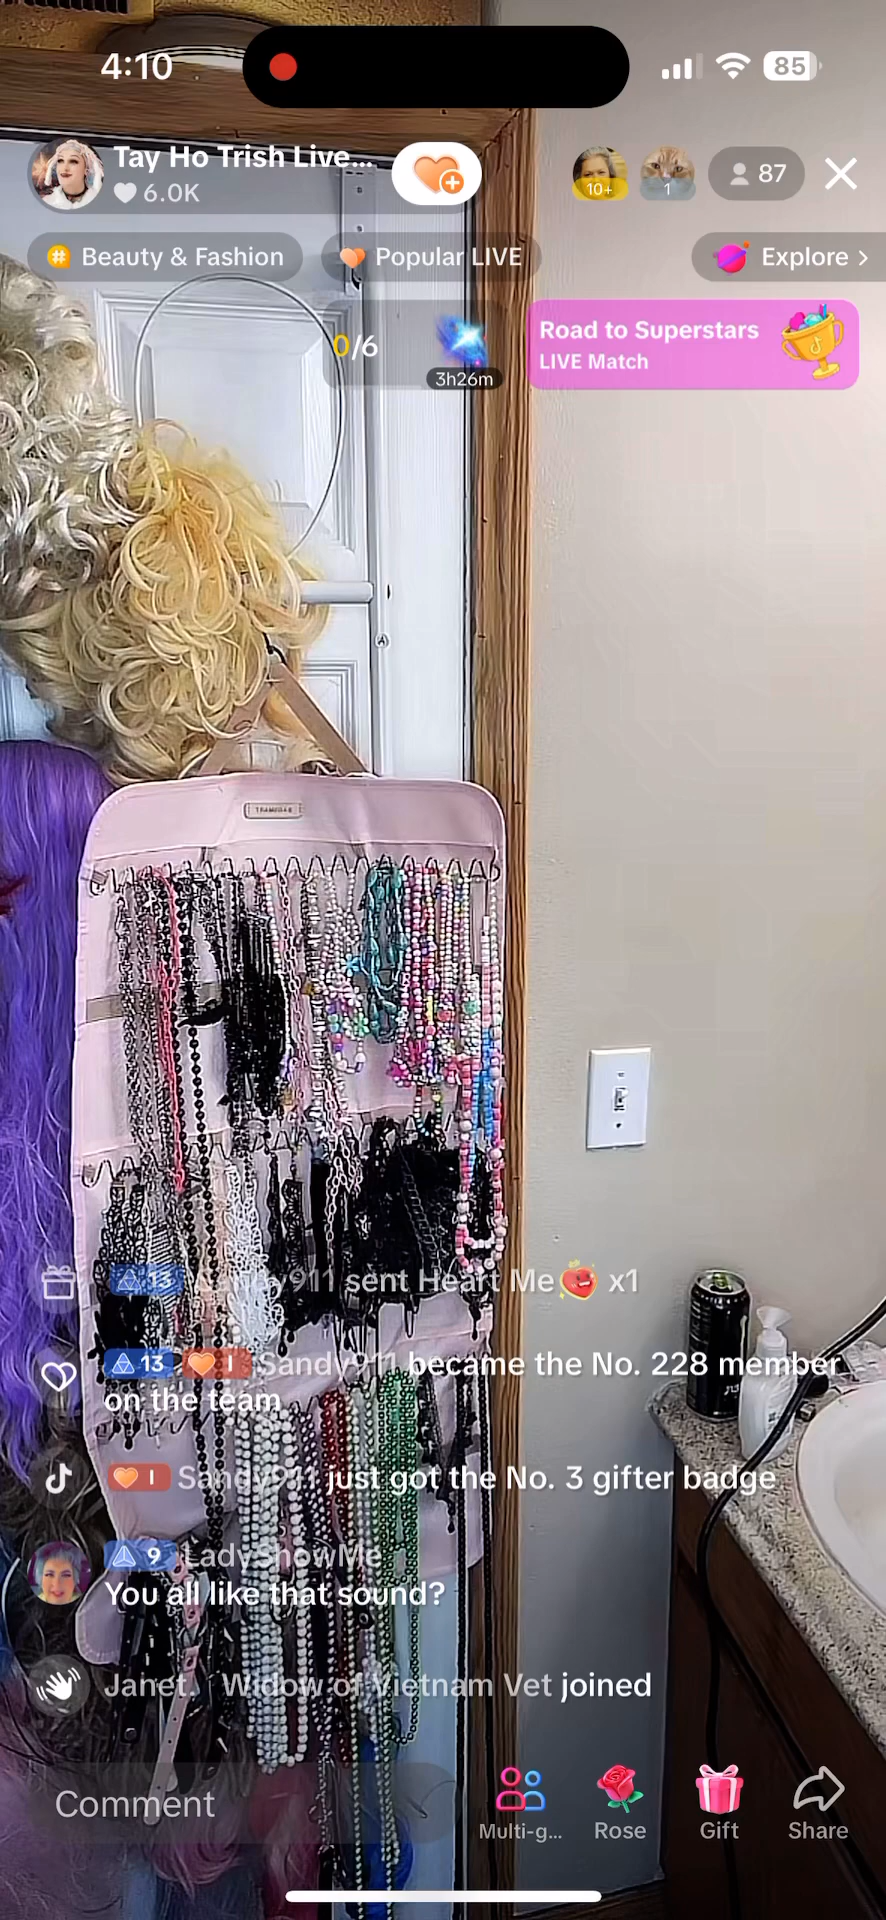 4:10
85
Tay Ho Trish Live...
6.0K
10+
1
87
Beauty & Fashion
Popular LIVE
Explore >
0/6
3h26m
Road to Superstars
LIVE Match
13 Sandy911 sent Heart Me x1
13 I Sandy911 became the No. 228 member
on the team
I Sandy911 just got the No. 3 gifter badge
9 LadyShowMe
You all like that sound?
Janet. Widow of Vietnam Vet joined
Comment
Multi-g...
Rose
Gift
Share